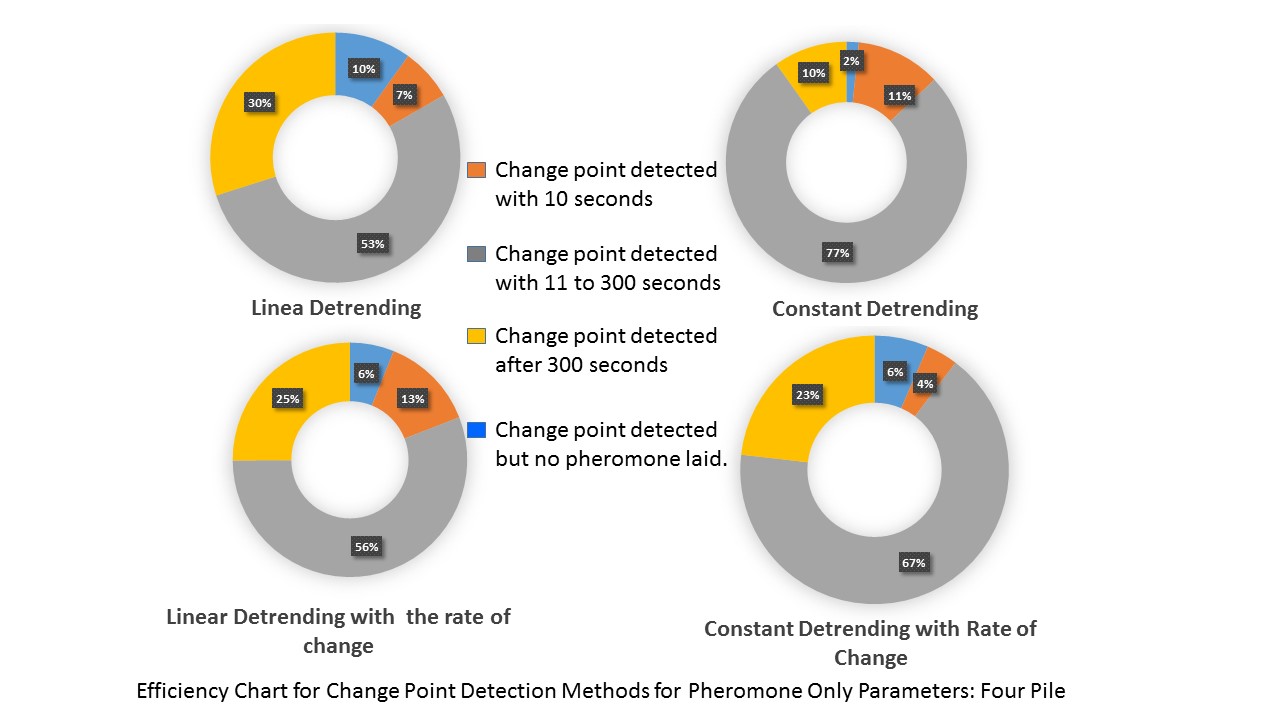 10%
7%
30%
53%
Linea Detrending
2%
11%
10%
77%
Constant Detrending
Change point detected
with 10 seconds
Change point detected
with 11 to 300 seconds
Change point detected
after 300 seconds
Change point detected
but no pheromone laid.
6%
13%
25%
56%
Linear Detrending with the rate of
change
6%
4%
23%
67%
Constant Detrending with Rate of
Change
Efficiency Chart for Change Point Detection Methods for Pheromone Only Parameters: Four Pile